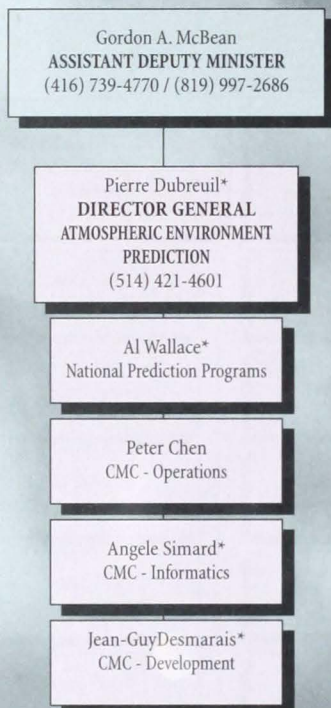 Gordon A. McBean
ASSISTANT DEPUTY MINISTER
(416) 739-4770 / (819) 997-2686
Pierre Dubreuil*
DIRECTOR GENERAL
ATMOSPHERIC ENVIRONMENT
PREDICTION
(514) 421-4601
Al Wallace*
National Prediction Programs
Peter Chen
CMC - Operations
Angele Simard*
CMC - Informatics
Jean-GuyDesmarais*
CMC - Development